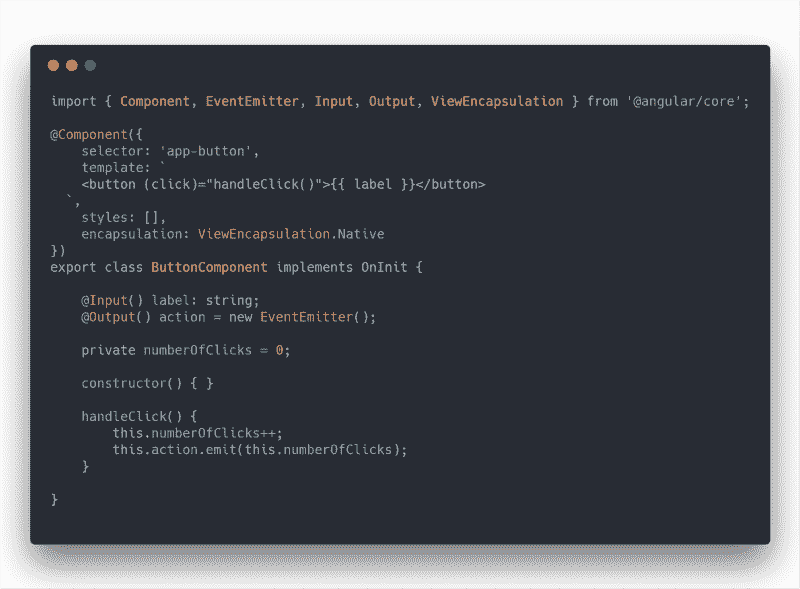 import { Component, EventEmitter, Input, Output, ViewEncapsulation } from '@angular/core';
@Component({
selector: 'app-button',
template: `
<button (click)="handleClick()">{{ label }}</button>
`,
styles: [],
encapsulation: ViewEncapsulation.Native
})
export class ButtonComponent implements OnInit {
@Input() label: string;
@Output() action = new EventEmitter();
private numberOfClicks = 0;
constructor() { }
handleClick() {
this.numberOfClicks++;
this.action.emit(this.numberOfClicks);
}
}